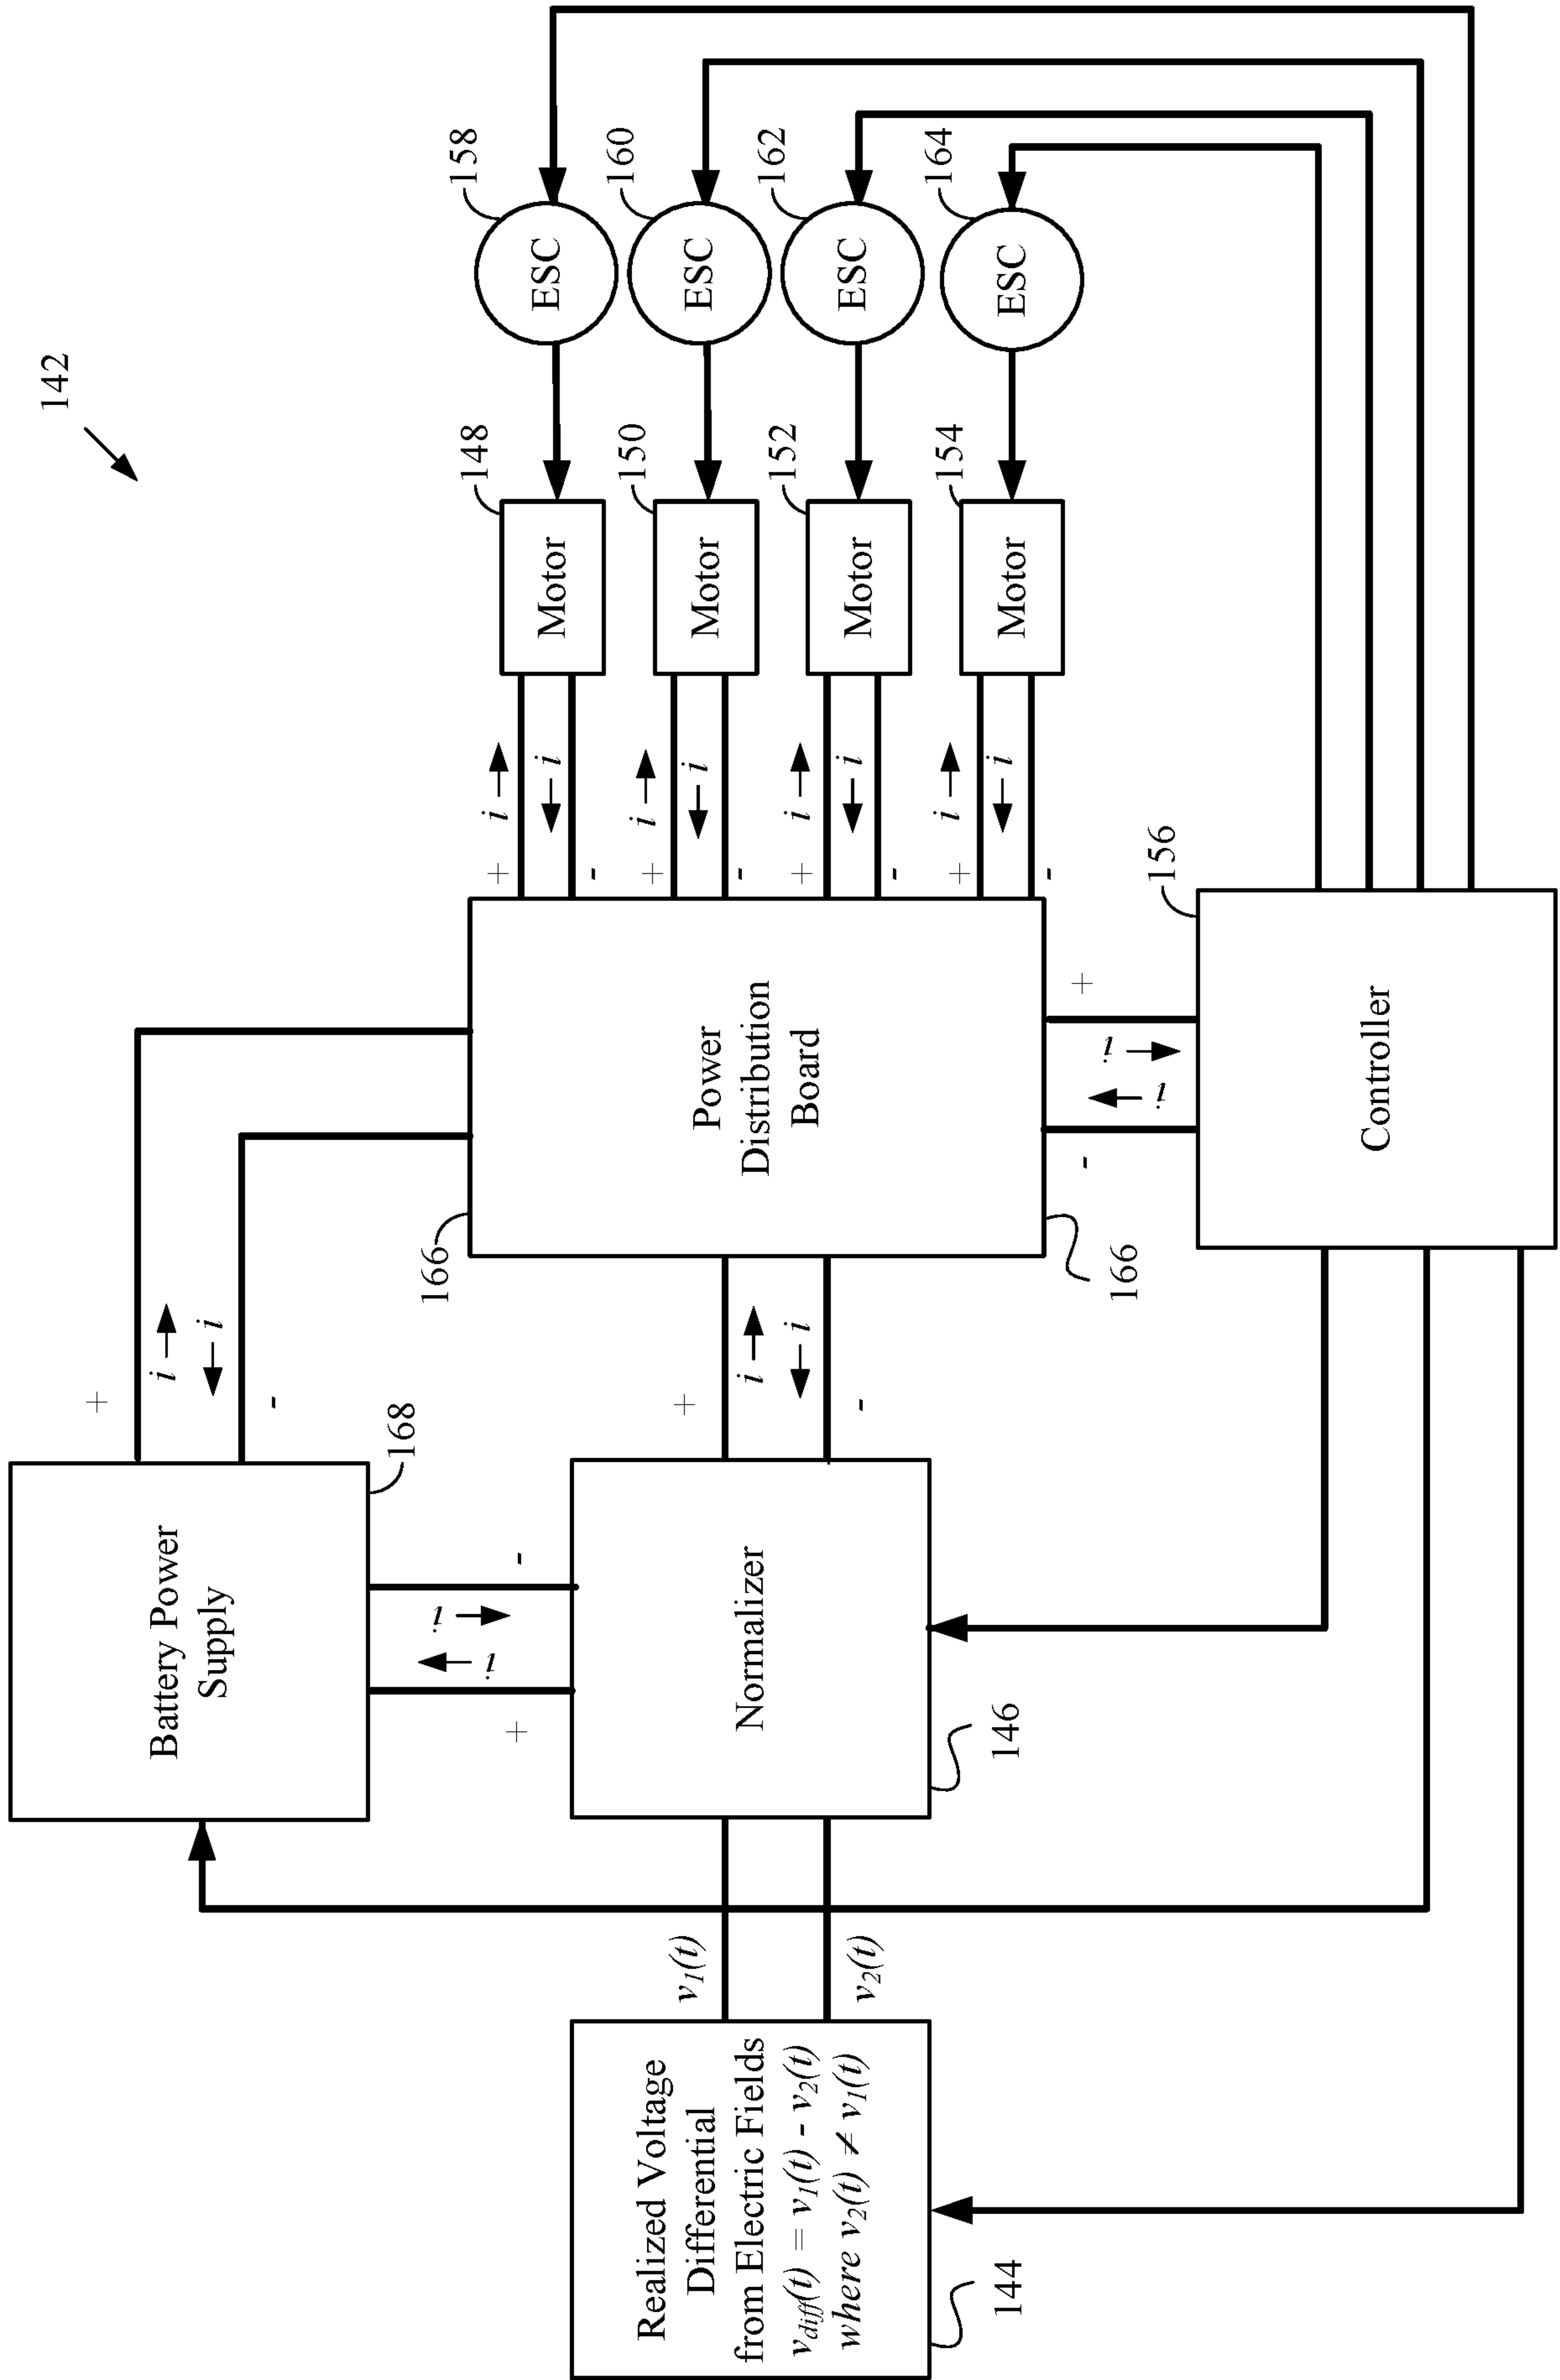 142
158
160
162
164
ESC
ESC
ESC
ESC
148
150
152
154
Motor
Motor
Motor
Motor
+ i
i
-
+ i
i
-
+ i
i
-
+ i
i
-
Battery Power
Supply
168
+
i
i
-
+
i
i
-
Power
Distribution
Board
166
166
Normalizer
146
+
i
i
-
+
i
i
-
Controller
156
v1(t)
v2(t)
Realized Voltage
Differential
from Electric Fields
vdiff(t) = v1(t) - v2(t)
where v2(t) ≠ v1(t)
144